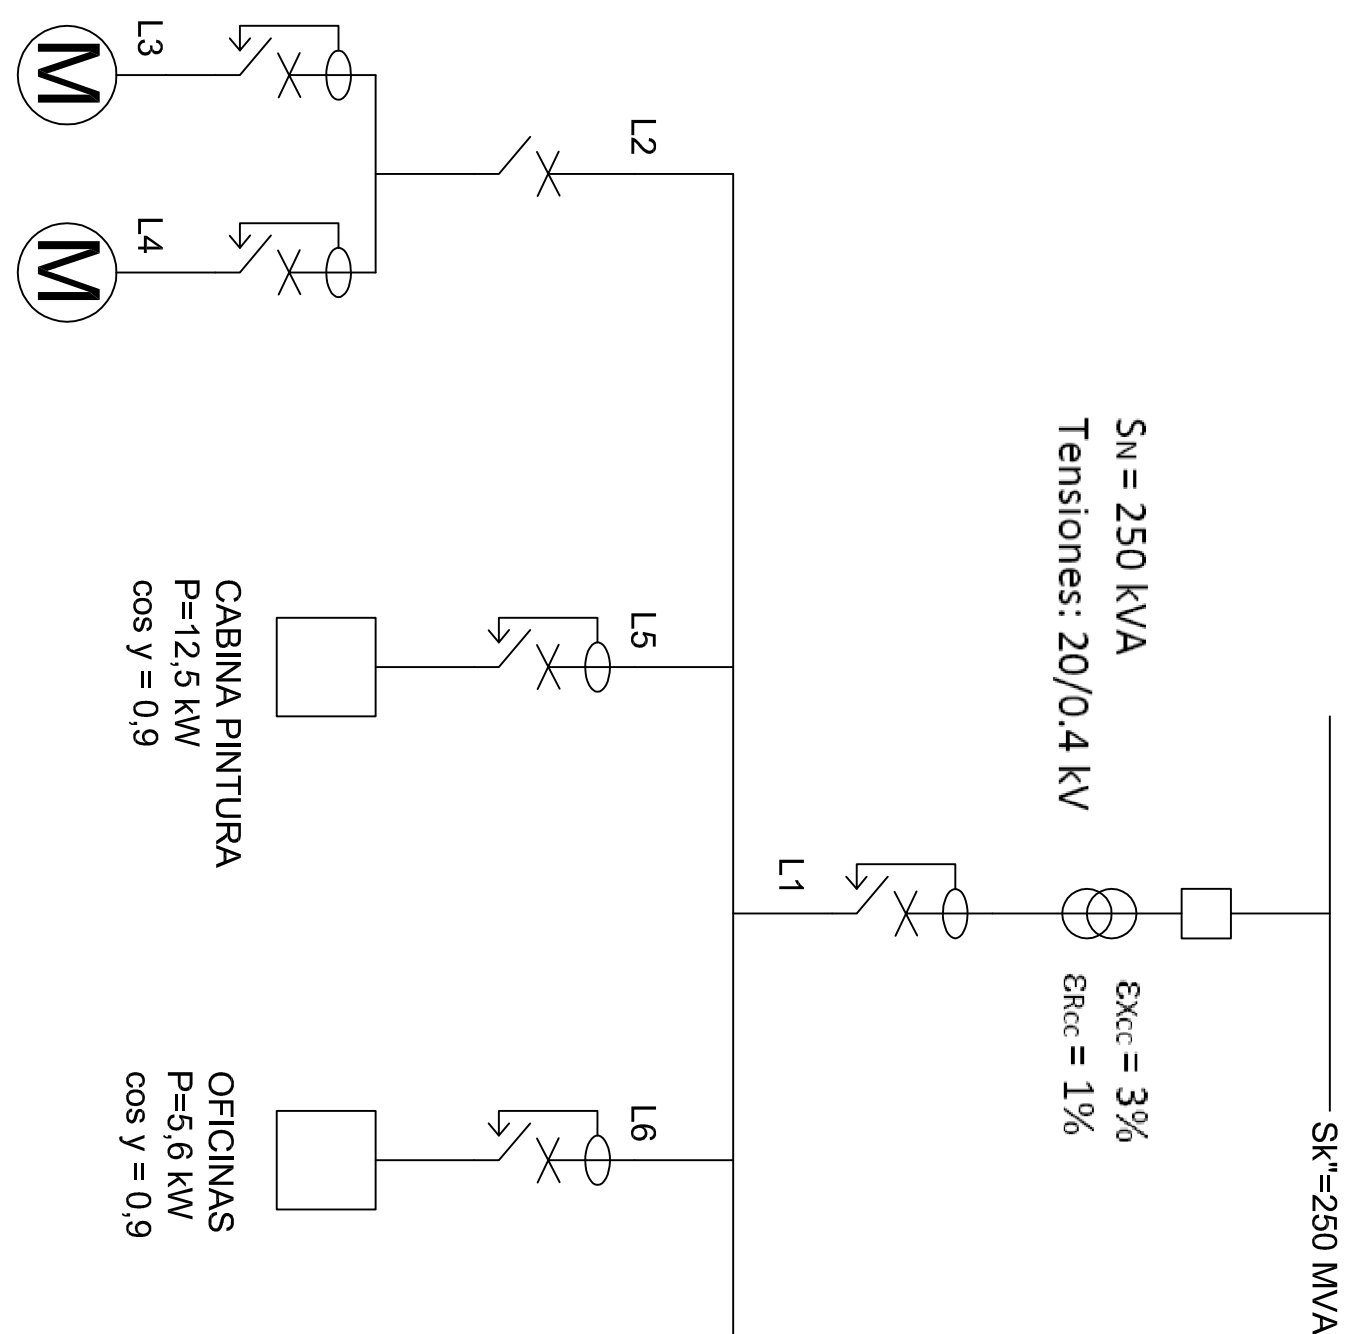 Sk"=250 MVA
SN = 250 kVA
Tensiones: 20/0.4 kV
εXcc = 3%
εRcc = 1%
L1
L2
L5
L6
L3
L4
M
M
CABINA PINTURA
P=12,5 kW
cos y = 0,9
OFICINAS
P=5,6 kW
cos y = 0,9